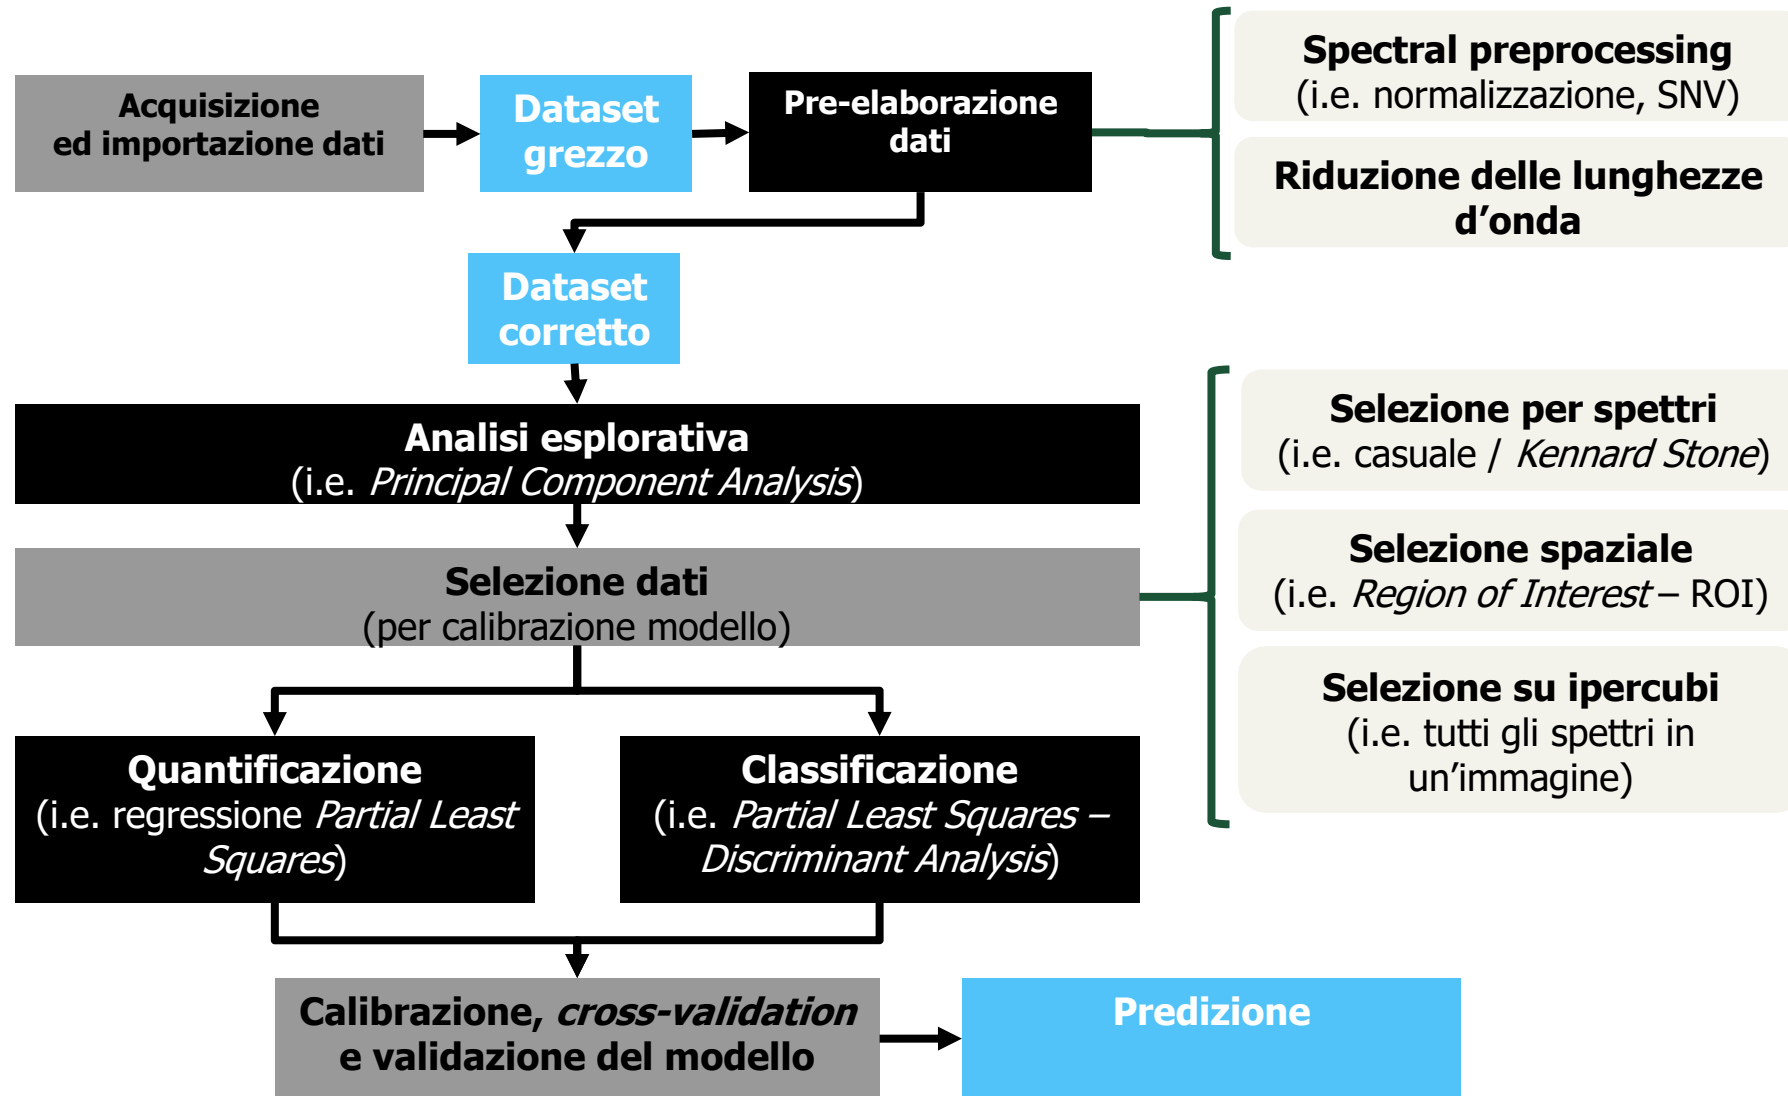 Acquisizione
ed importazione dati
Dataset
grezzo
Pre-elaborazione
dati
Spectral preprocessing
(i.e. normalizzazione, SNV)
Riduzione delle lunghezze
d’onda
Dataset
corretto
Analisi esplorativa
(i.e. Principal Component Analysis)
Selezione dati
(per calibrazione modello)
Selezione per spettri
(i.e. casuale / Kennard Stone)
Selezione spaziale
(i.e. Region of Interest – ROI)
Selezione su ipercubi
(i.e. tutti gli spettri in
un’immagine)
Quantificazione
(i.e. regressione Partial Least
Squares)
Classificazione
(i.e. Partial Least Squares –
Discriminant Analysis)
Calibrazione, cross-validation
e validazione del modello
Predizione